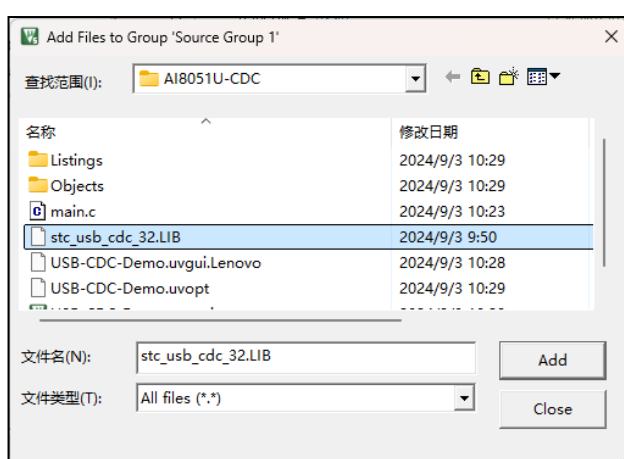 Add Files to Group 'Source Group 1'
查找范围(I): AI8051U-CDC
名称 修改日期
Listings 2024/9/3 10:29
Objects 2024/9/3 10:29
main.c 2024/9/3 10:23
stc_usb_cdc_32.LIB 2024/9/3 9:50
USB-CDC-Demo.uvgui.Lenovo 2024/9/3 10:28
USB-CDC-Demo.uvopt 2024/9/3 10:29
文件名(N): stc_usb_cdc_32.LIB Add
文件类型(T): All files (*.*) Close